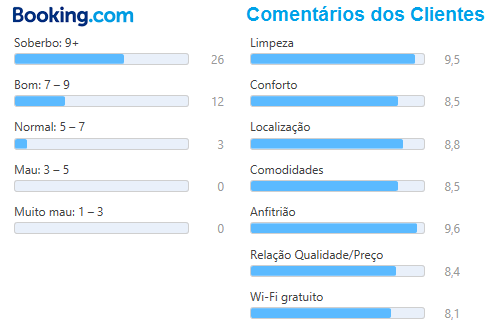 Booking.com
Soberbo: 9+
26
Bom: 7 – 9
12
Normal: 5 – 7
3
Mau: 3 – 5
0
Muito mau: 1 – 3
0
Comentários dos Clientes
Limpeza
9,5
Conforto
8,5
Localização
8,8
Comodidades
8,5
Anfitrião
9,6
Relação Qualidade/Preço
8,4
Wi-Fi gratuito
8,1